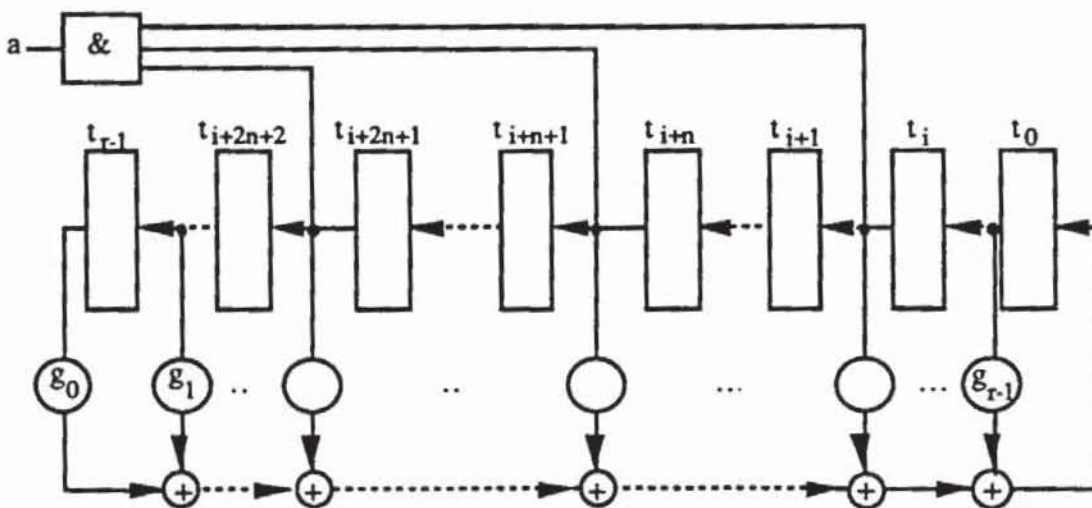 a
&
t_{r-1} t_{i+2n+2} t_{i+2n+1} t_{i+n+1} t_{i+n} t_{i+1} t_i t_0
g_0 g_1 .. .. ... ... g_{r-1}
+ + + + +